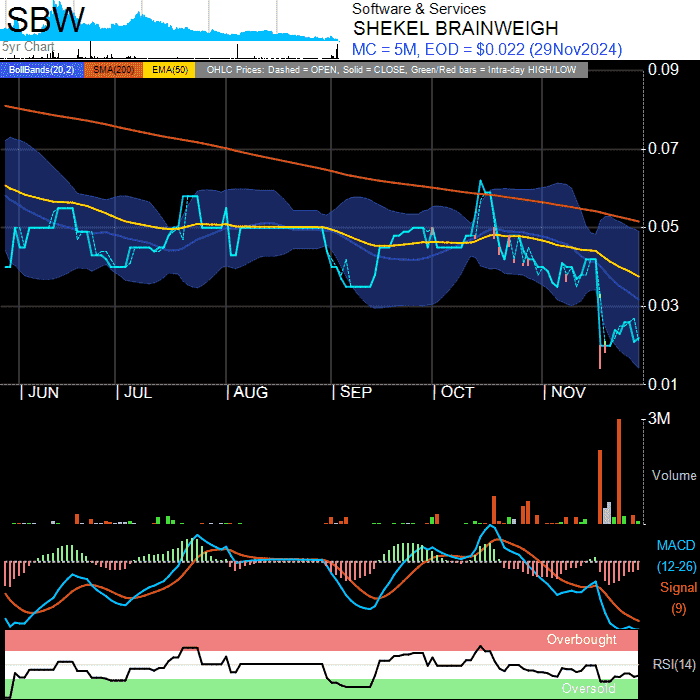 SBW
5yr Chart
Software & Services
SHEKEL BRAINWEIGH
MC = 5M, EOD = $0.022 (29Nov2024)
BollBands(20,2) SMA(200) EMA(50) OHLC Prices: Dashed = OPEN, Solid = CLOSE, Green/Red bars = Intra-day HIGH/LOW
0.09
0.07
0.05
0.03
0.01
| JUN | JUL | AUG | SEP | OCT | NOV
3M
Volume
MACD
(12-26)
Signal
(9)
Overbought
RSI(14)
Oversold